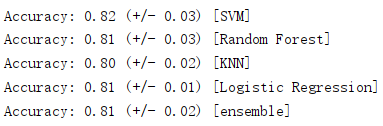 Accuracy: 0.82 (+/- 0.03) [SVM]
Accuracy: 0.81 (+/- 0.03) [Random Forest]
Accuracy: 0.80 (+/- 0.02) [KNN]
Accuracy: 0.81 (+/- 0.01) [Logistic Regression]
Accuracy: 0.81 (+/- 0.02) [ensemble]